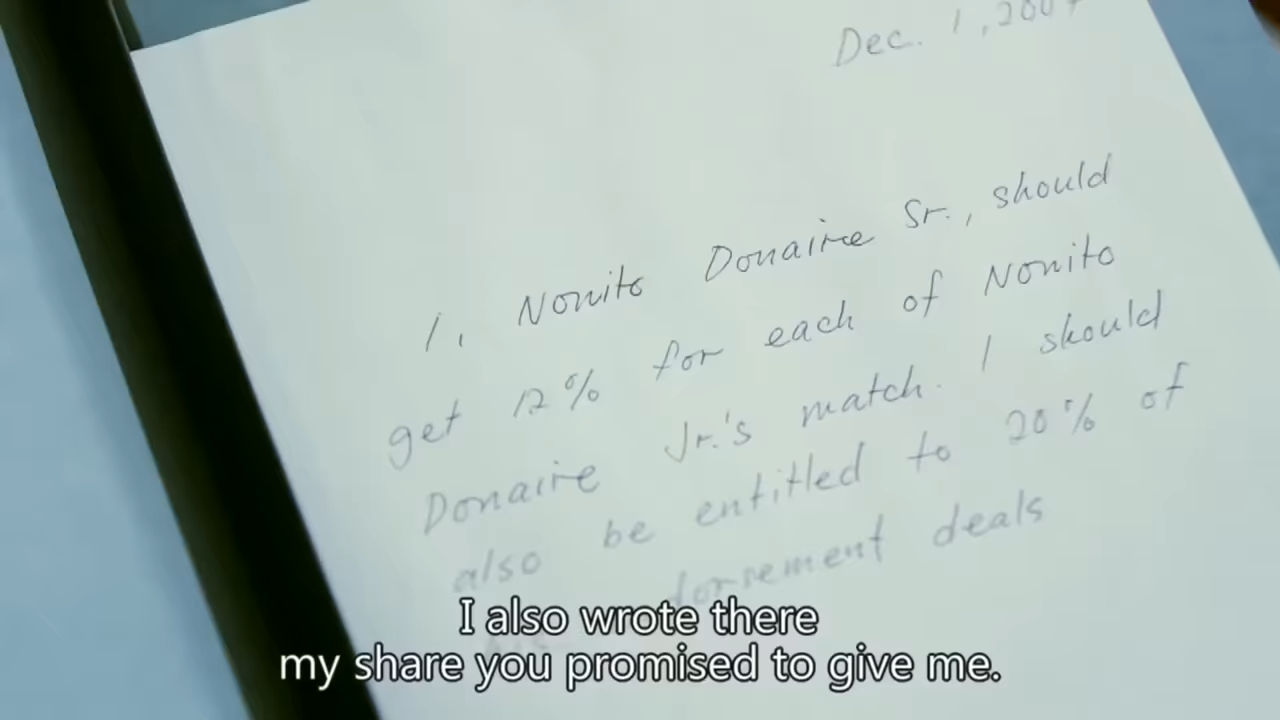 Dec. 1, 200
1. Nonito Donaire Sr., should
get 12% for each of Nonito
Donaire Jr.'s match. I should
also be entitled to 20% of
deals
I also wrote there
my share you promised to give me.